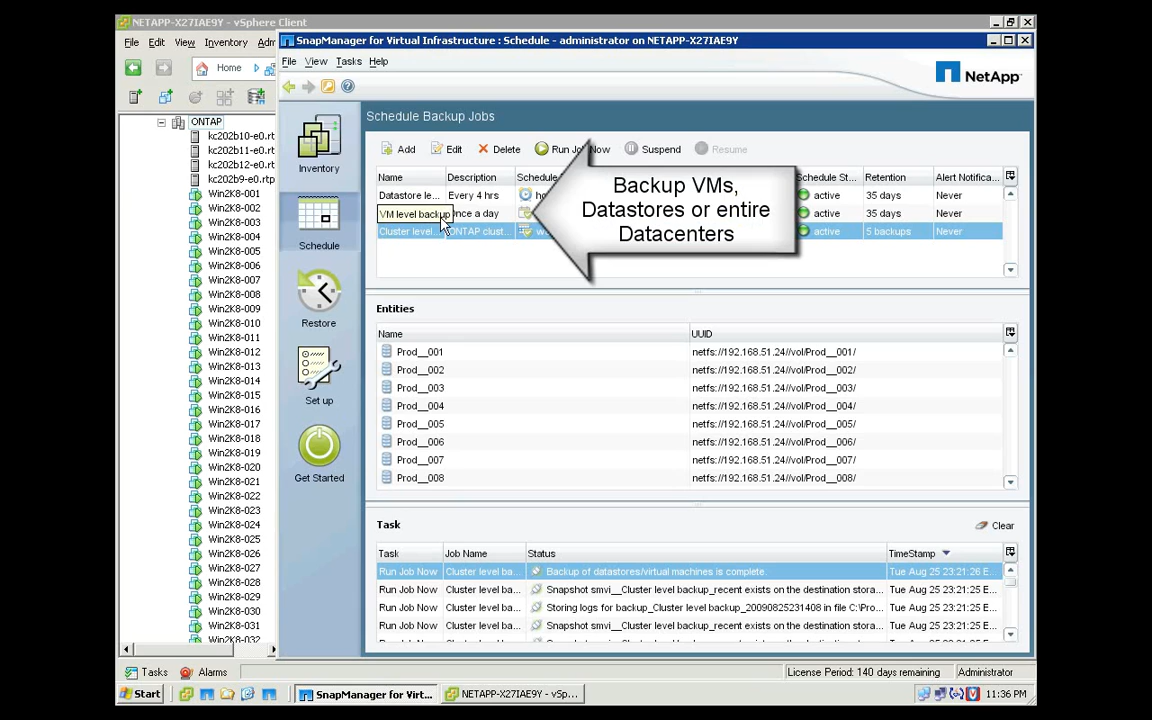 NETAPP-X27IAE9Y - vSphere Client
File Edit View Inventory
Home
ONTAP
kc202b10-e0.rt
kc202b11-e0.rt
kc202b12-e0.rt
kc202b9-e0.rtp
Win2K8-001
Win2K8-002
Win2K8-003
Win2K8-004
Win2K8-005
Win2K8-006
Win2K8-007
Win2K8-008
Win2K8-009
Win2K8-010
Win2K8-011
Win2K8-012
Win2K8-013
Win2K8-014
Win2K8-015
Win2K8-016
Win2K8-017
Win2K8-018
Win2K8-019
Win2K8-020
Win2K8-021
Win2K8-022
Win2K8-023
Win2K8-024
Win2K8-025
Win2K8-026
Win2K8-027
Win2K8-028
Win2K8-029
Win2K8-030
Win2K8-031
Win2K8-032
SnapManager for Virtual Infrastructure : Schedule - administrator on NETAPP-X27IAE9Y
File View Tasks Help
NetApp
Inventory
Schedule
Restore
Set up
Get Started
Schedule Backup Jobs
Add Edit Delete Run Job Now Suspend Resume
Name Description Schedule St... Retention Alert Notifica...
Datastore le... Every 4 hrs active 35 days Never
VM level backup Once a day active 35 days Never
Cluster level ONTAP clust... active 5 backups Never
Backup VMs,
Datastores or entire
Datacenters
Entities
Name UUID
Prod__001 netfs://192.168.51.24//vol/Prod__001/
Prod__002 netfs://192.168.51.24//vol/Prod__002/
Prod__003 netfs://192.168.51.24//vol/Prod__003/
Prod__004 netfs://192.168.51.24//vol/Prod__004/
Prod__005 netfs://192.168.51.24//vol/Prod__005/
Prod__006 netfs://192.168.51.24//vol/Prod__006/
Prod__007 netfs://192.168.51.24//vol/Prod__007/
Prod__008 netfs://192.168.51.24//vol/Prod__008/
Task Clear
Task Job Name Status TimeStamp
Run Job Now Cluster level ba... Backup of datastores/virtual machines is complete. Tue Aug 25 23:21:26 E...
Run Job Now Cluster level ba... Snapshot smvi__Cluster level backup_recent exists on the destination stora... Tue Aug 25 23:21:25 E...
Run Job Now Cluster level ba... Storing logs for backup_Cluster level backup_20090825231408 in file C:\Pro... Tue Aug 25 23:21:25 E...
Run Job Now Cluster level ba... Snapshot smvi__Cluster level backup_recent exists on the destination stora... Tue Aug 25 23:21:25 E...
Tasks Alarms License Period: 140 days remaining Administrator
Start SnapManager for Virt... NETAPP-X27IAE9Y - vSp... 11:36 PM